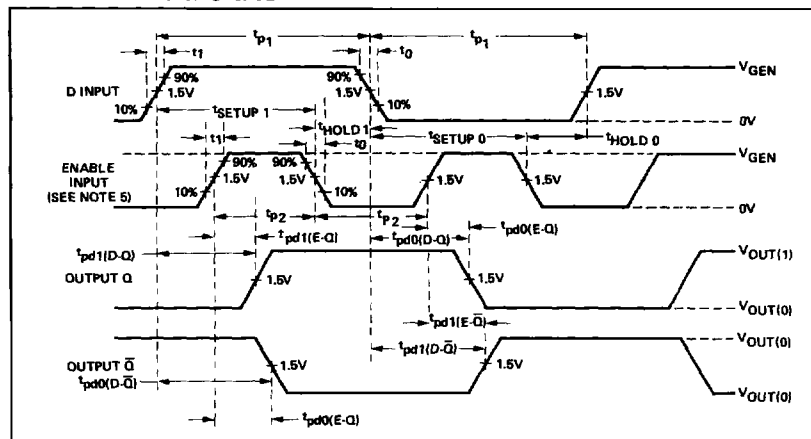 tp1
tp1
t1
t0
D INPUT
90%
1.5V
10%
90%
1.5V
10%
1.5V
VGEN
0V
tSETUP 1
tHOLD 1
tSETUP 0
tHOLD 0
t1
t0
ENABLE
INPUT
(SEE NOTE 5)
90%
90%
1.5V
1.5V
10%
10%
1.5V
1.5V
VGEN
0V
tp2
tp2
tpd1(E-Q)
tpd0(D-Q)
tpd0(E-Q)
tpd1(D-Q)
OUTPUT Q
1.5V
1.5V
VOUT(1)
VOUT(0)
tpd1(E-Q̅)
tpd1(D-Q̅)
OUTPUT Q̅
1.5V
1.5V
VOUT(0)
VOUT(0)
tpd0(D-Q̅)
tpd0(E-Q)